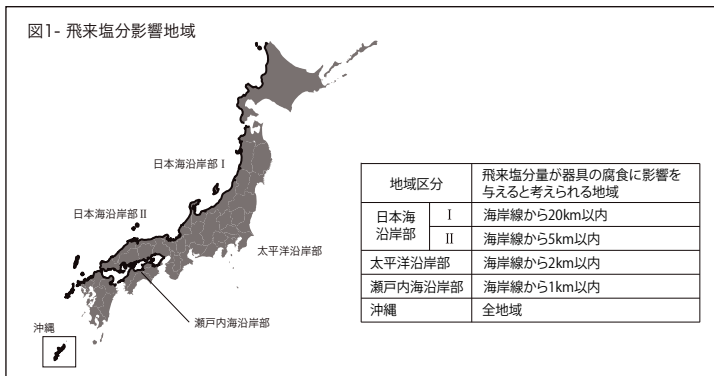 図1- 飛来塩分影響地域
日本海沿岸部Ⅰ
日本海沿岸部Ⅱ
太平洋沿岸部
瀬戸内海沿岸部
沖縄
地域区分
飛来塩分量が器具の腐食に影響を
与えると考えられる地域
日本海
沿岸部
Ⅰ
海岸線から20km以内
Ⅱ
海岸線から5km以内
太平洋沿岸部
海岸線から2km以内
瀬戸内海沿岸部
海岸線から1km以内
沖縄
全地域